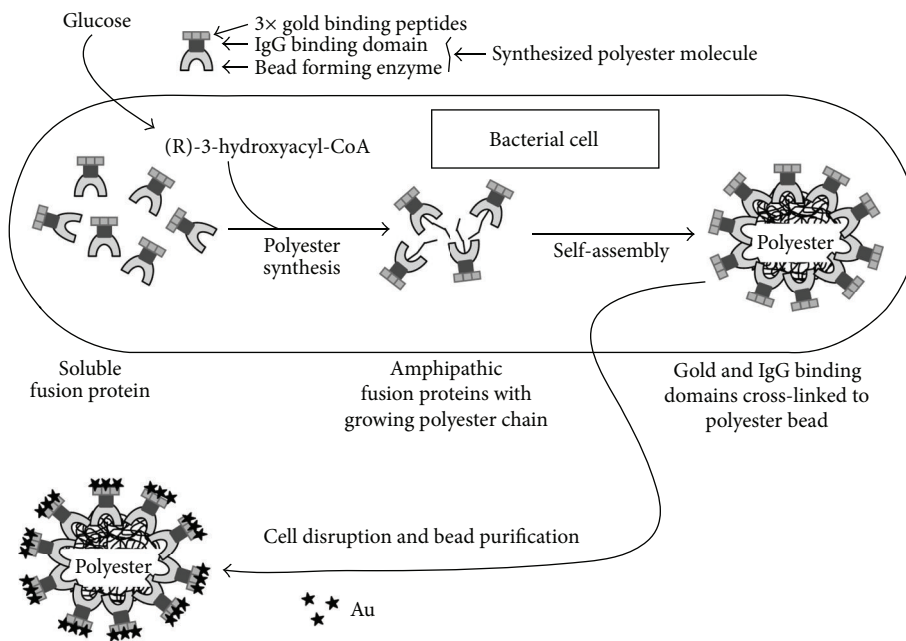 Glucose
3× gold binding peptides
IgG binding domain
Bead forming enzyme
Synthesized polyester molecule
(R)-3-hydroxyacyl-CoA
Bacterial cell
Polyester
synthesis
Self-assembly
Polyester
Soluble
fusion protein
Amphipathic
fusion proteins with
growing polyester chain
Gold and IgG binding
domains cross-linked to
polyester bead
Cell disruption and bead purification
Polyester
Au